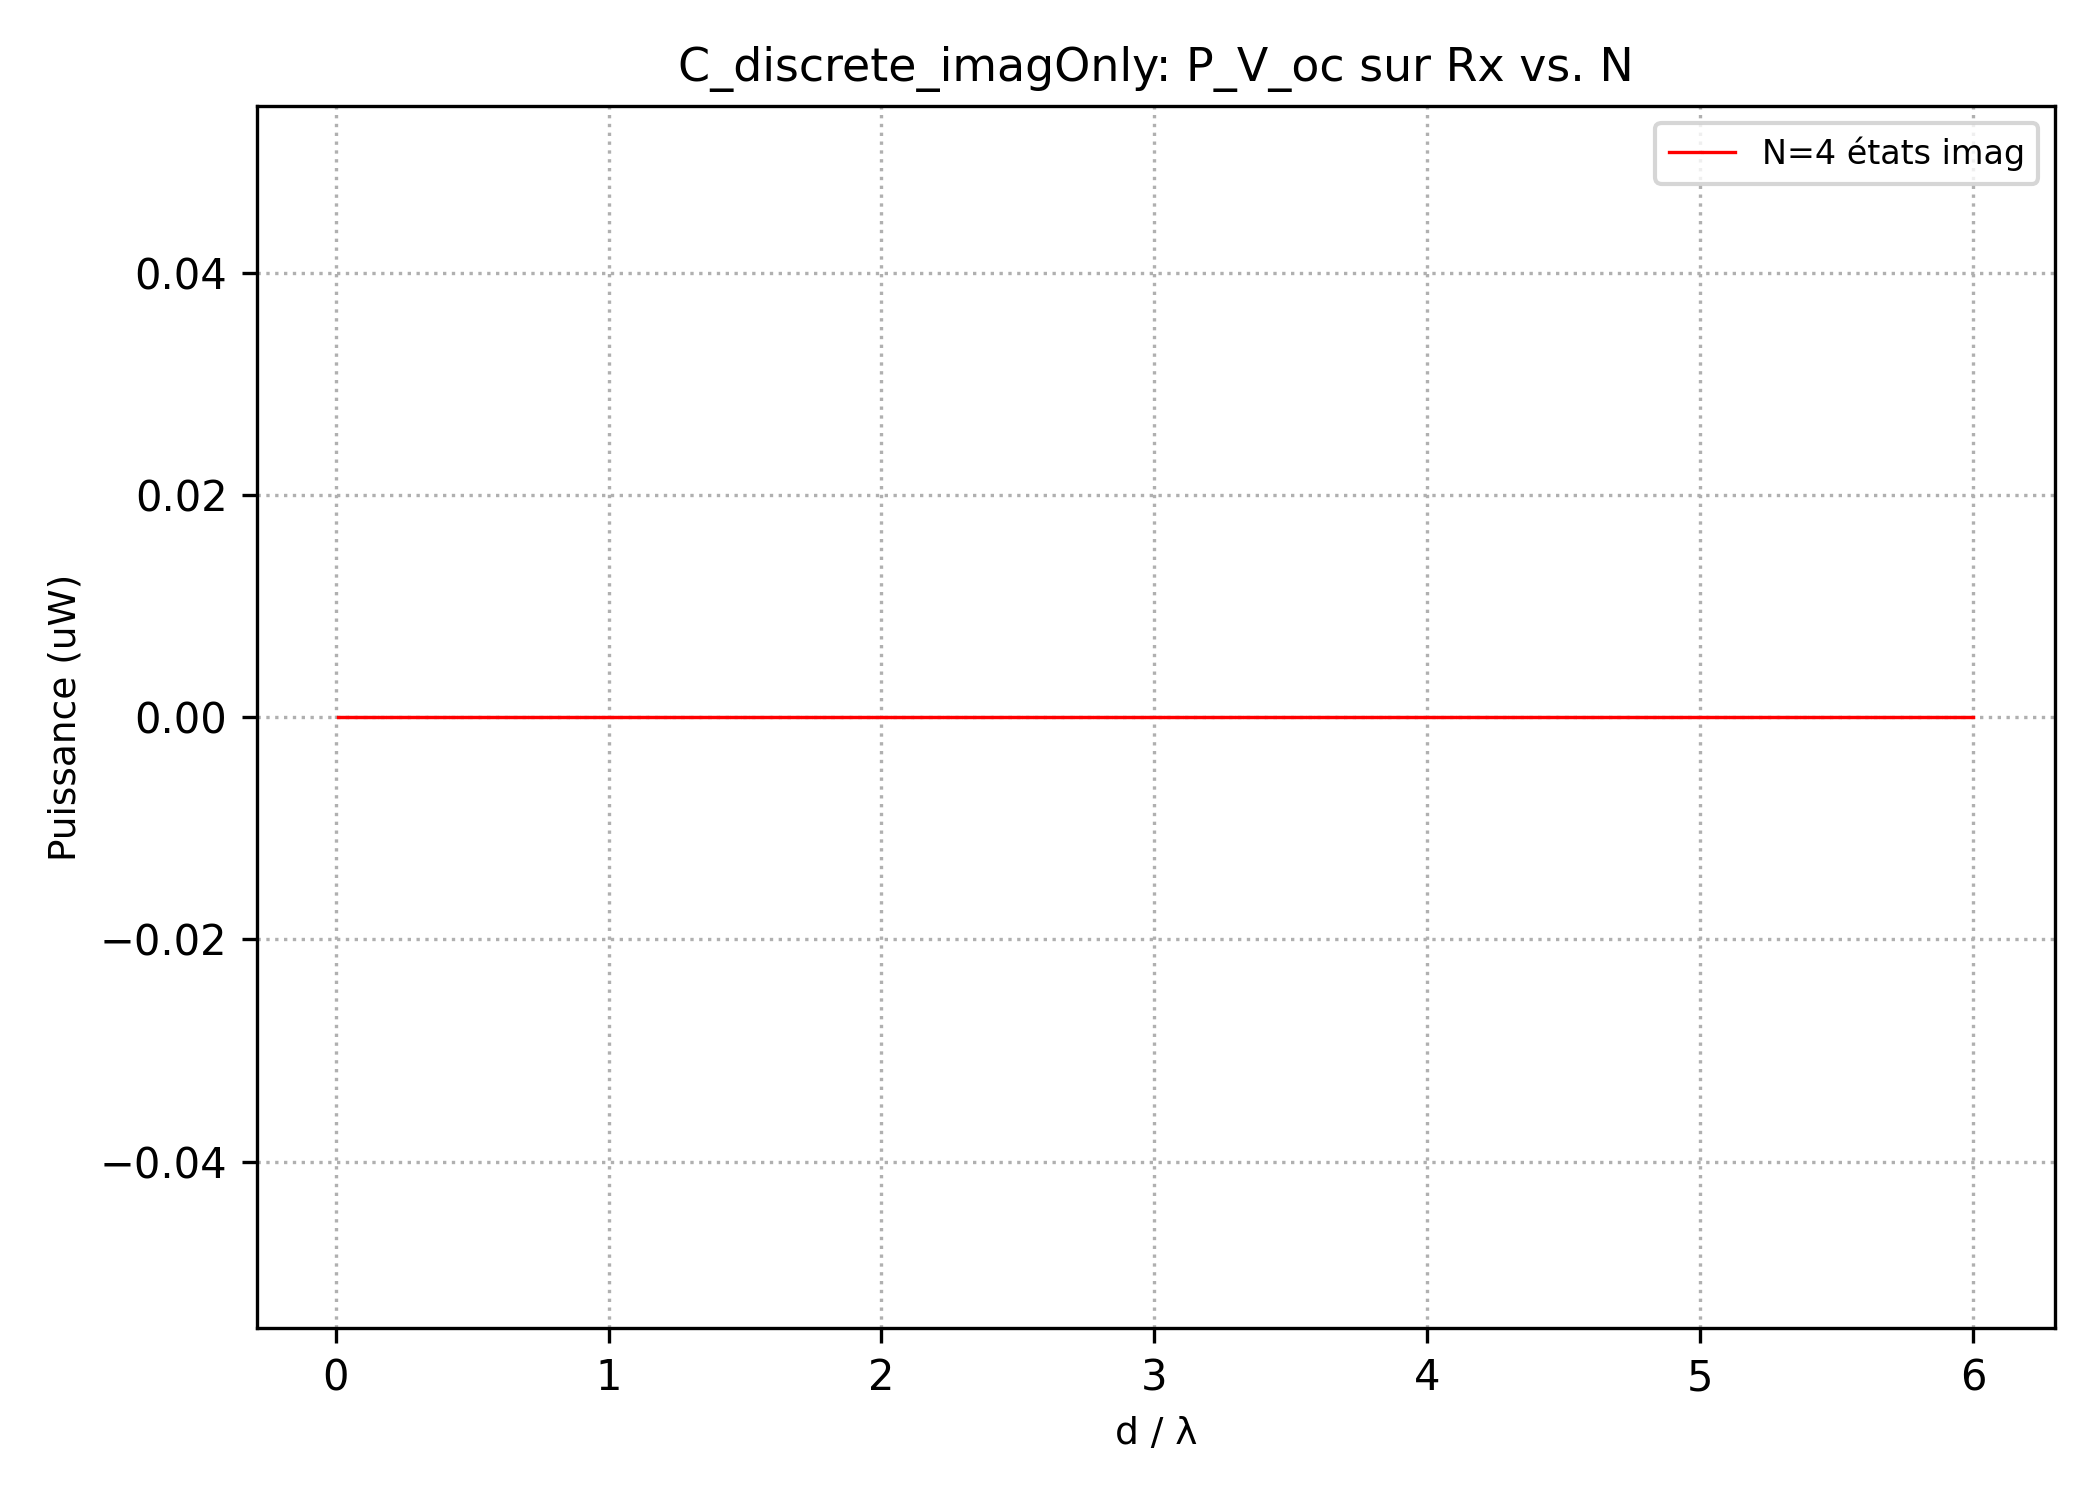 C_discrete_imagOnly: P_V_oc sur Rx vs. N
N=4 états imag
Puissance (uW)
0.04
0.02
0.00
−0.02
−0.04
0 1 2 3 4 5 6
d / λ